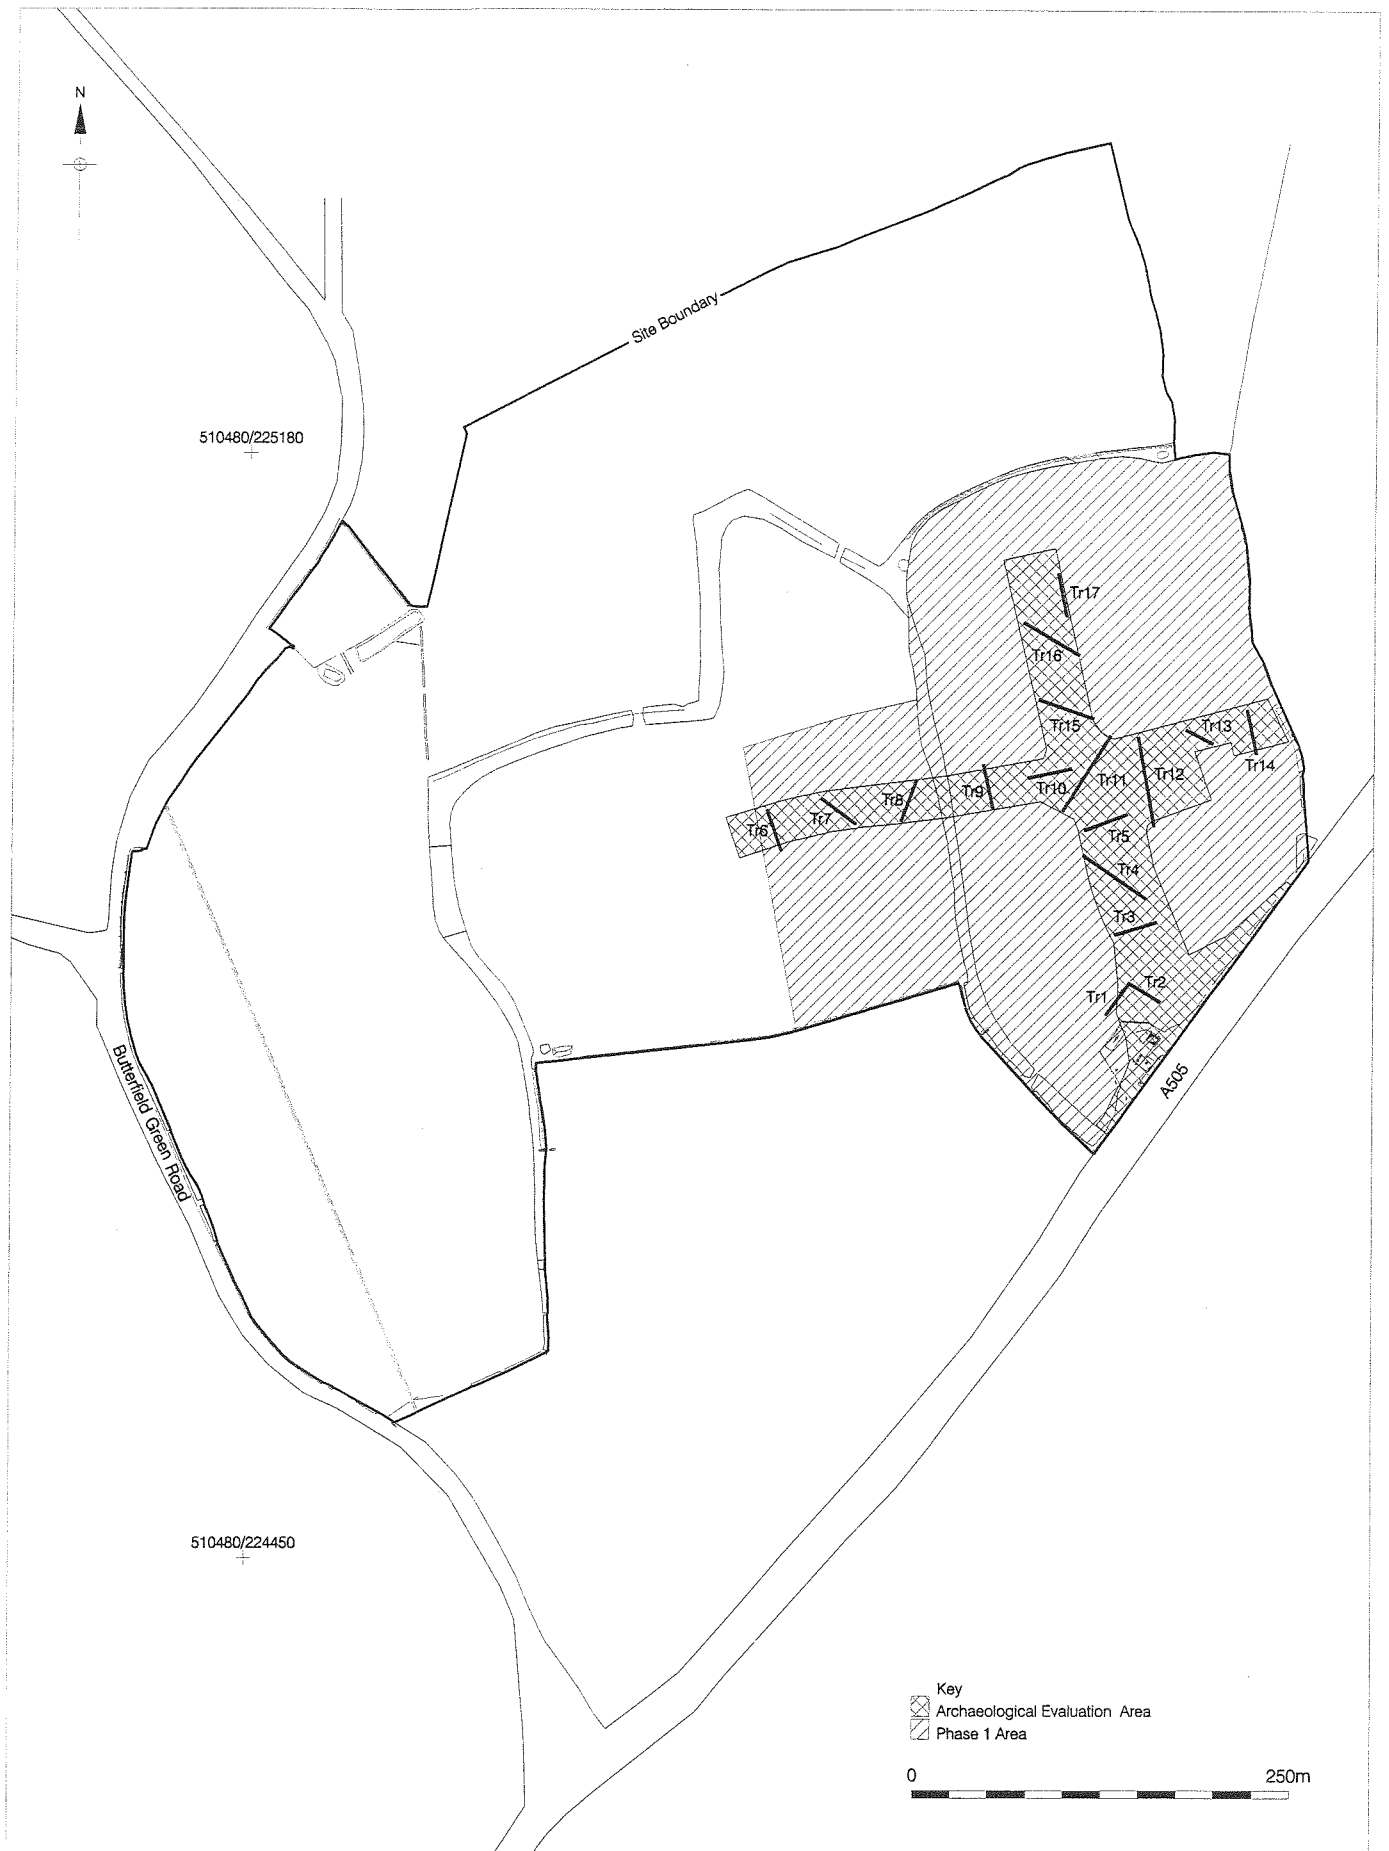 N
Site Boundary
510480/225180
Tr17
Tr16
Tr15
Tr13
Tr14
Tr12
Tr11
Tr10
Tr9
Tr8
Tr7
Tr6
Tr5
Tr4
Tr3
Tr2
Tr1
A505
Butterfield Green Road
510480/224450
Key
Archaeological Evaluation Area
Phase 1 Area
0 250m